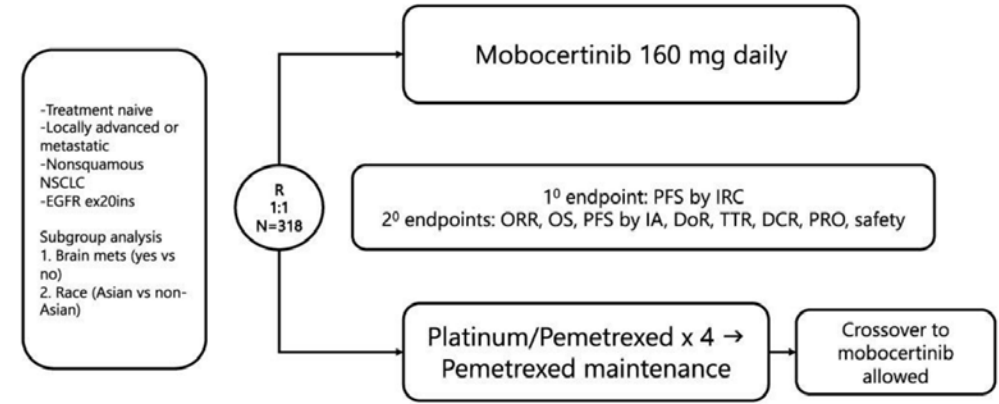 -Treatment naive
-Locally advanced or
metastatic
-Nonsquamous
NSCLC
-EGFR ex20ins
Subgroup analysis
1. Brain mets (yes vs
no)
2. Race (Asian vs non-
Asian)
R
1:1
N=318
Mobocertinib 160 mg daily
1⁰ endpoint: PFS by IRC
2⁰ endpoints: ORR, OS, PFS by IA, DoR, TTR, DCR, PRO, safety
Platinum/Pemetrexed x 4 →
Pemetrexed maintenance
Crossover to
mobocertinib
allowed